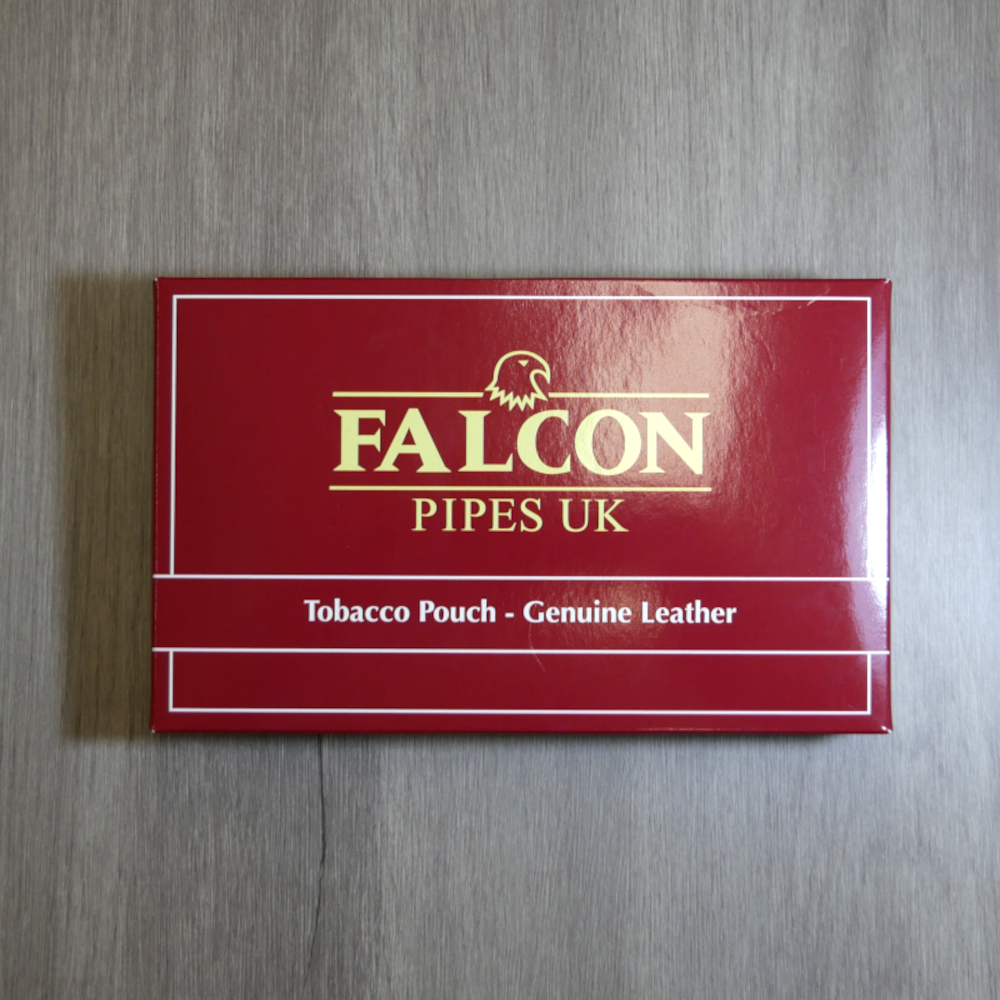 FALCON
PIPES UK
Tobacco Pouch - Genuine Leather